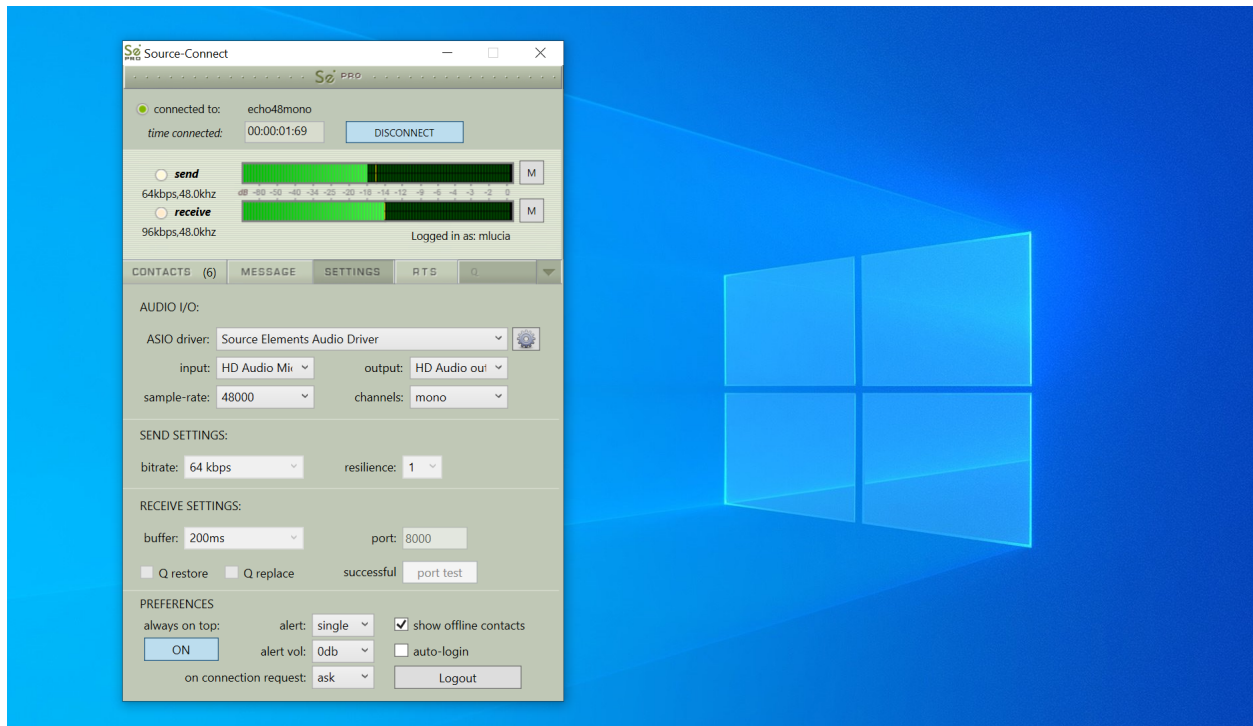 Se PRO Source-Connect
Se PRO
connected to: echo48mono
time connected: 00:00:01:69 DISCONNECT
send M
64kbps,48.0khz dB -60 -50 -40 -34 -25 -20 -18 -14 -12 -9 -6 -4 -3 -2 0
receive M
96kbps,48.0khz Logged in as: mlucia
CONTACTS (6) MESSAGE SETTINGS RTS Q
AUDIO I/O:
ASIO driver: Source Elements Audio Driver
input: HD Audio Mic output: HD Audio out
sample-rate: 48000 channels: mono
SEND SETTINGS:
bitrate: 64 kbps resilience: 1
RECEIVE SETTINGS:
buffer: 200ms port: 8000
Q restore Q replace successful port test
PREFERENCES
always on top: alert: single show offline contacts
ON alert vol: 0db auto-login
on connection request: ask Logout